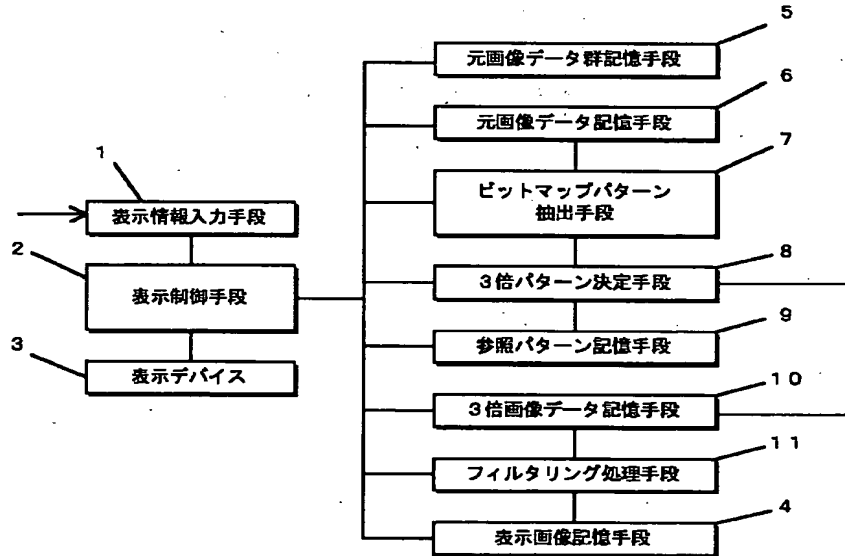 1
表示情報入力手段
2
表示制御手段
3
表示デバイス
5
元画像データ群記憶手段
6
元画像データ記憶手段
7
ビットマップパターン
抽出手段
8
3倍パターン決定手段
9
参照パターン記憶手段
10
3倍画像データ記憶手段
11
フィルタリング処理手段
4
表示画像記憶手段